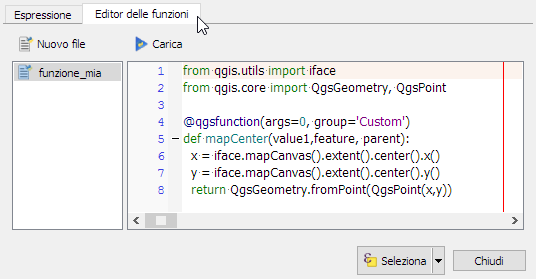 Espressione
Editor delle funzioni
Nuovo file
Carica
funzione_mia
1 from qgis.utils import iface
2 from qgis.core import QgsGeometry, QgsPoint
3
4 @qgsfunction(args=0, group='Custom')
5 def mapCenter(value1,feature, parent):
6 x = iface.mapCanvas().extent().center().x()
7 y = iface.mapCanvas().extent().center().y()
8 return QgsGeometry.fromPoint(QgsPoint(x,y))
Seleziona
Chiudi